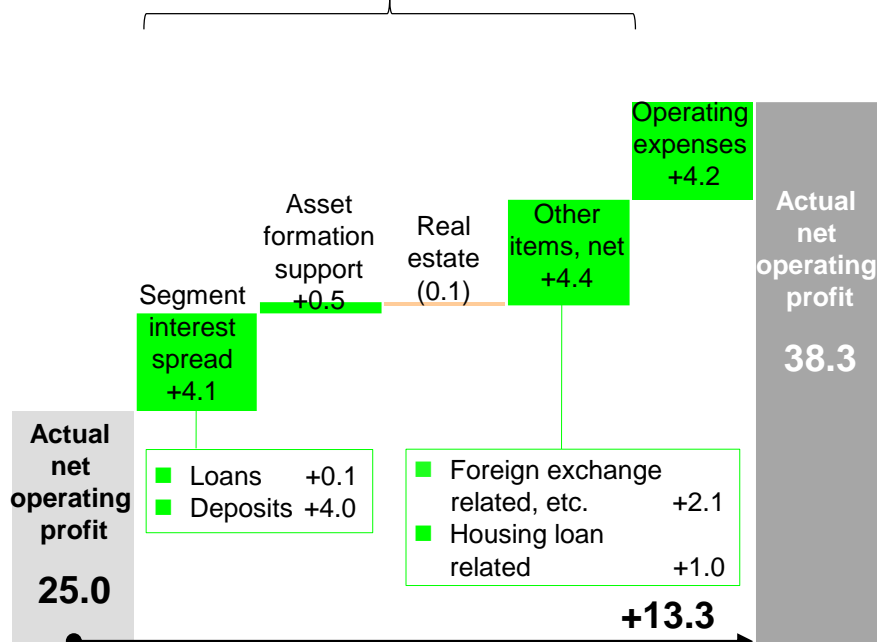 Operating
expenses
+4.2
Asset
formation
support
+0.5
Real
estate
(0.1)
Other
items, net
+4.4
Segment
interest
spread
+4.1
Actual
net
operating
profit
38.3
Actual
net
operating
profit
25.0
Loans +0.1
Deposits +4.0
Foreign exchange
related, etc. +2.1
Housing loan
related +1.0
+13.3